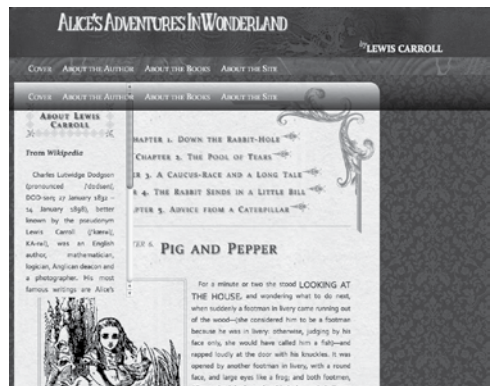 ALICE'S ADVENTURES IN WONDERLAND
by LEWIS CARROLL
COVER ABOUT THE AUTHOR ABOUT THE BOOKS ABOUT THE SITE
COVER ABOUT THE AUTHOR ABOUT THE BOOKS ABOUT THE SITE
ABOUT LEWIS
CARROLL
From Wikipedia
Charles Lutwidge Dodgson
(pronounced /ˈdɒdsən/,
DOD-sən; 27 January 1832 –
14 January 1898), better
known by the pseudonym
Lewis Carroll (/ˈkærəl/,
KA-rəl), was an English
author, mathematician,
logician, Anglican deacon and
a photographer. His most
famous writings are Alice's
HAPTER 1. DOWN THE RABBIT-HOLE
CHAPTER 2. THE POOL OF TEARS
ER 3. A CAUCUS-RACE AND A LONG TALE
R 4. THE RABBIT SENDS IN A LITTLE BILL
PTER 5. ADVICE FROM A CATERPILLAR
TER 6. PIG AND PEPPER
For a minute or two she stood LOOKING AT
THE HOUSE, and wondering what to do next,
when suddenly a footman in livery came running out
of the wood—(she considered him to be a footman
because he was in livery: otherwise, judging by his
face only, she would have called him a fish)—and
rapped loudly at the door with his knuckles. It was
opened by another footman in livery, with a round
face, and large eyes like a frog; and both footmen,